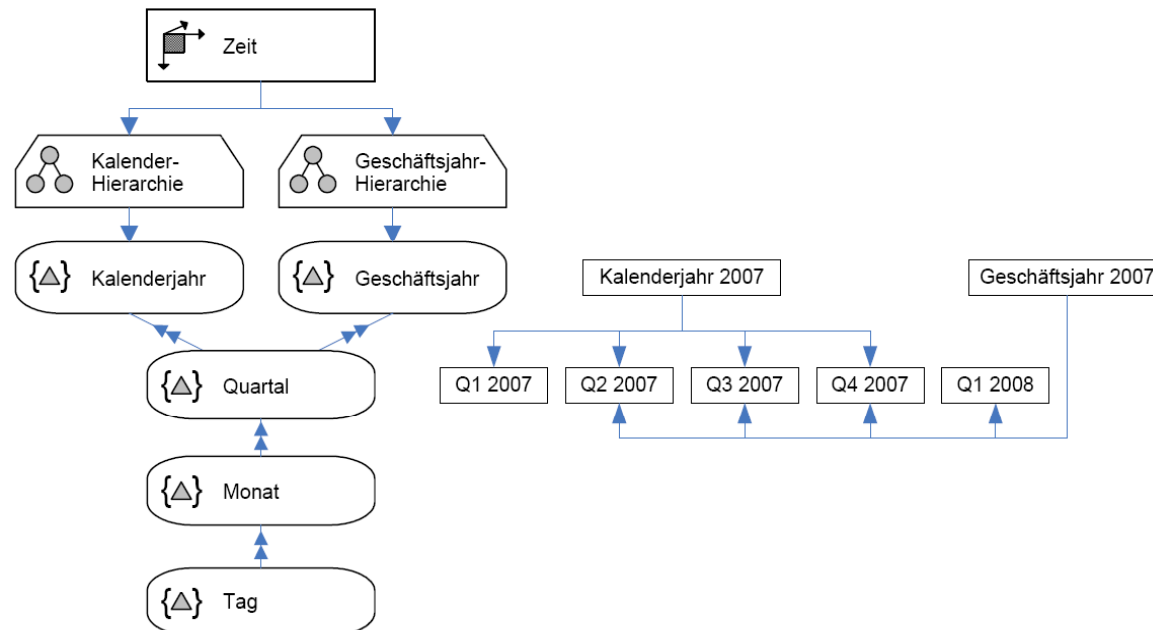 Zeit
Kalender-
Hierarchie
Geschäftsjahr-
Hierarchie
Kalenderjahr
Geschäftsjahr
Kalenderjahr 2007
Geschäftsjahr 2007
Quartal
Q1 2007
Q2 2007
Q3 2007
Q4 2007
Q1 2008
Monat
Tag